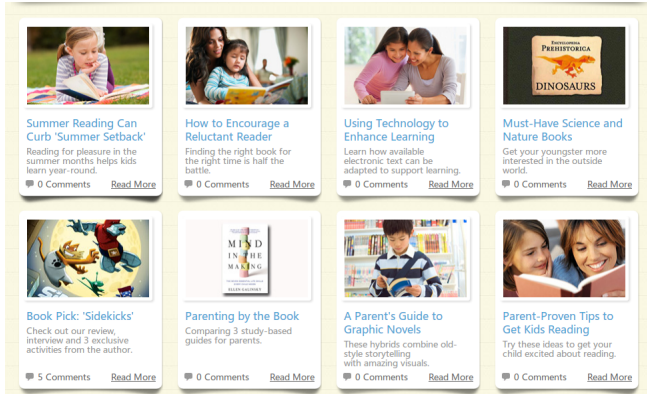 ENCYCLOPEDIA
PREHISTORICA
DINOSAURS
Summer Reading Can
Curb 'Summer Setback'
Reading for pleasure in the
summer months helps kids
learn year-round.
0 Comments Read More
How to Encourage a
Reluctant Reader
Finding the right book for
the right time is half the
battle.
0 Comments Read More
Using Technology to
Enhance Learning
Learn how available
electronic text can be
adapted to support learning.
0 Comments Read More
Must-Have Science and
Nature Books
Get your youngster more
interested in the outside
world.
0 Comments Read More
MIND
IN THE
MAKING
ELLEN GALINSKY
Book Pick: 'Sidekicks'
Check out our review,
interview and 3 exclusive
activities from the author.
5 Comments Read More
Parenting by the Book
Comparing 3 study-based
guides for parents.
0 Comments Read More
A Parent's Guide to
Graphic Novels
These hybrids combine old-
style storytelling
with amazing visuals.
0 Comments Read More
Parent-Proven Tips to
Get Kids Reading
Try these ideas to get your
child excited about reading.
0 Comments Read More